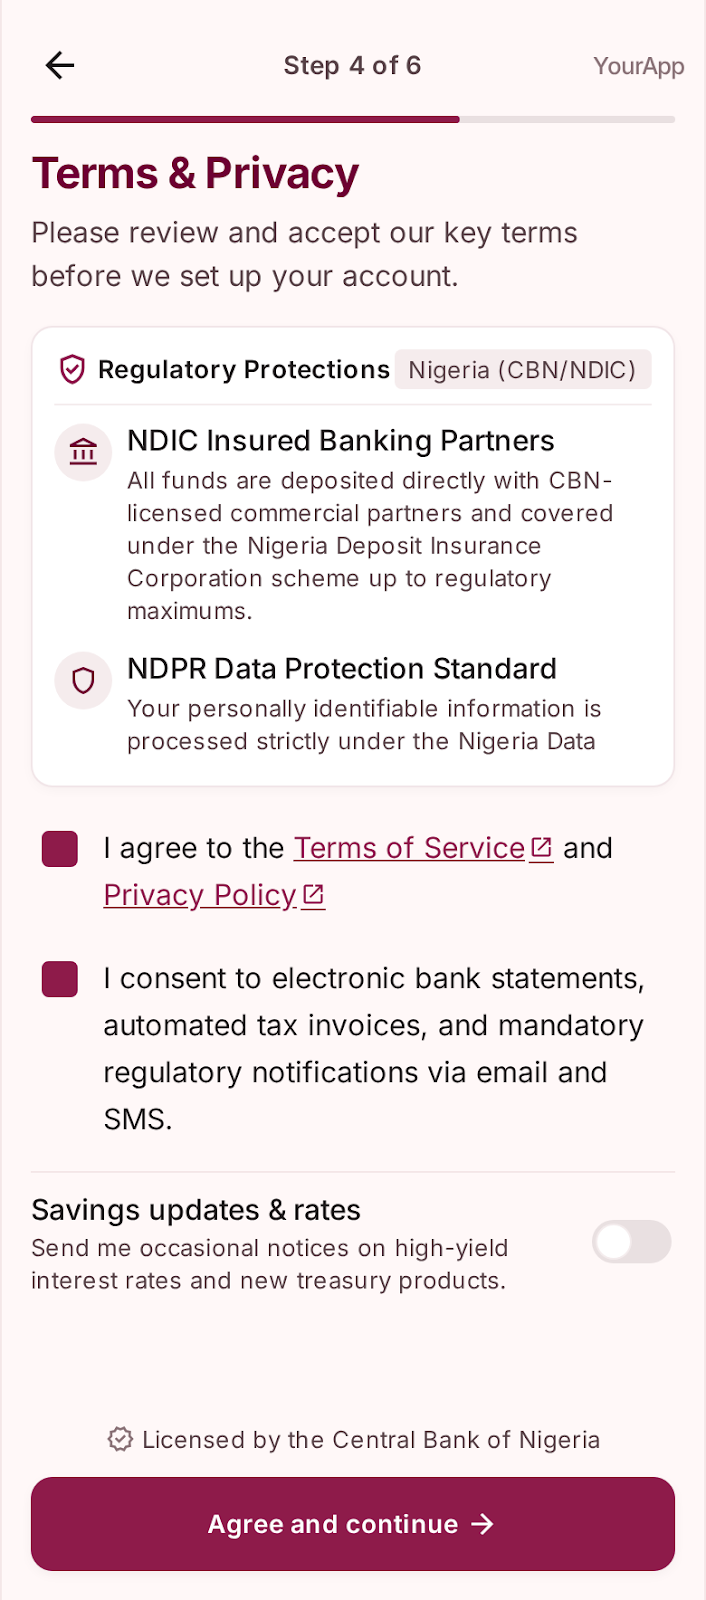 Step 4 of 6
YourApp
Terms & Privacy
Please review and accept our key terms
before we set up your account.
Regulatory Protections
Nigeria (CBN/NDIC)
NDIC Insured Banking Partners
All funds are deposited directly with CBN-
licensed commercial partners and covered
under the Nigeria Deposit Insurance
Corporation scheme up to regulatory
maximums.
NDPR Data Protection Standard
Your personally identifiable information is
processed strictly under the Nigeria Data
I agree to the Terms of Service and
Privacy Policy
I consent to electronic bank statements,
automated tax invoices, and mandatory
regulatory notifications via email and
SMS.
Savings updates & rates
Send me occasional notices on high-yield
interest rates and new treasury products.
Licensed by the Central Bank of Nigeria
Agree and continue →